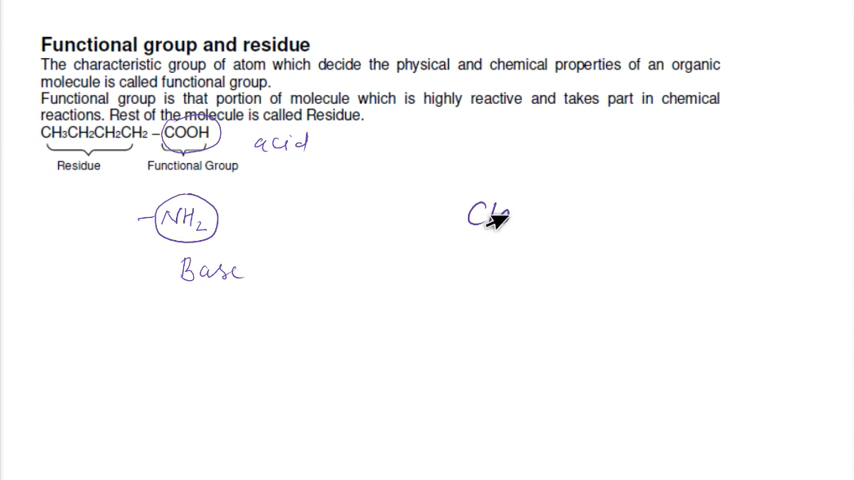 Functional group and residue
The characteristic group of atom which decide the physical and chemical properties of an organic
molecule is called functional group.
Functional group is that portion of molecule which is highly reactive and takes part in chemical
reactions. Rest of the molecule is called Residue.
CH₃CH₂CH₂CH₂ – COOH acid
Residue Functional Group
-NH₂
Base